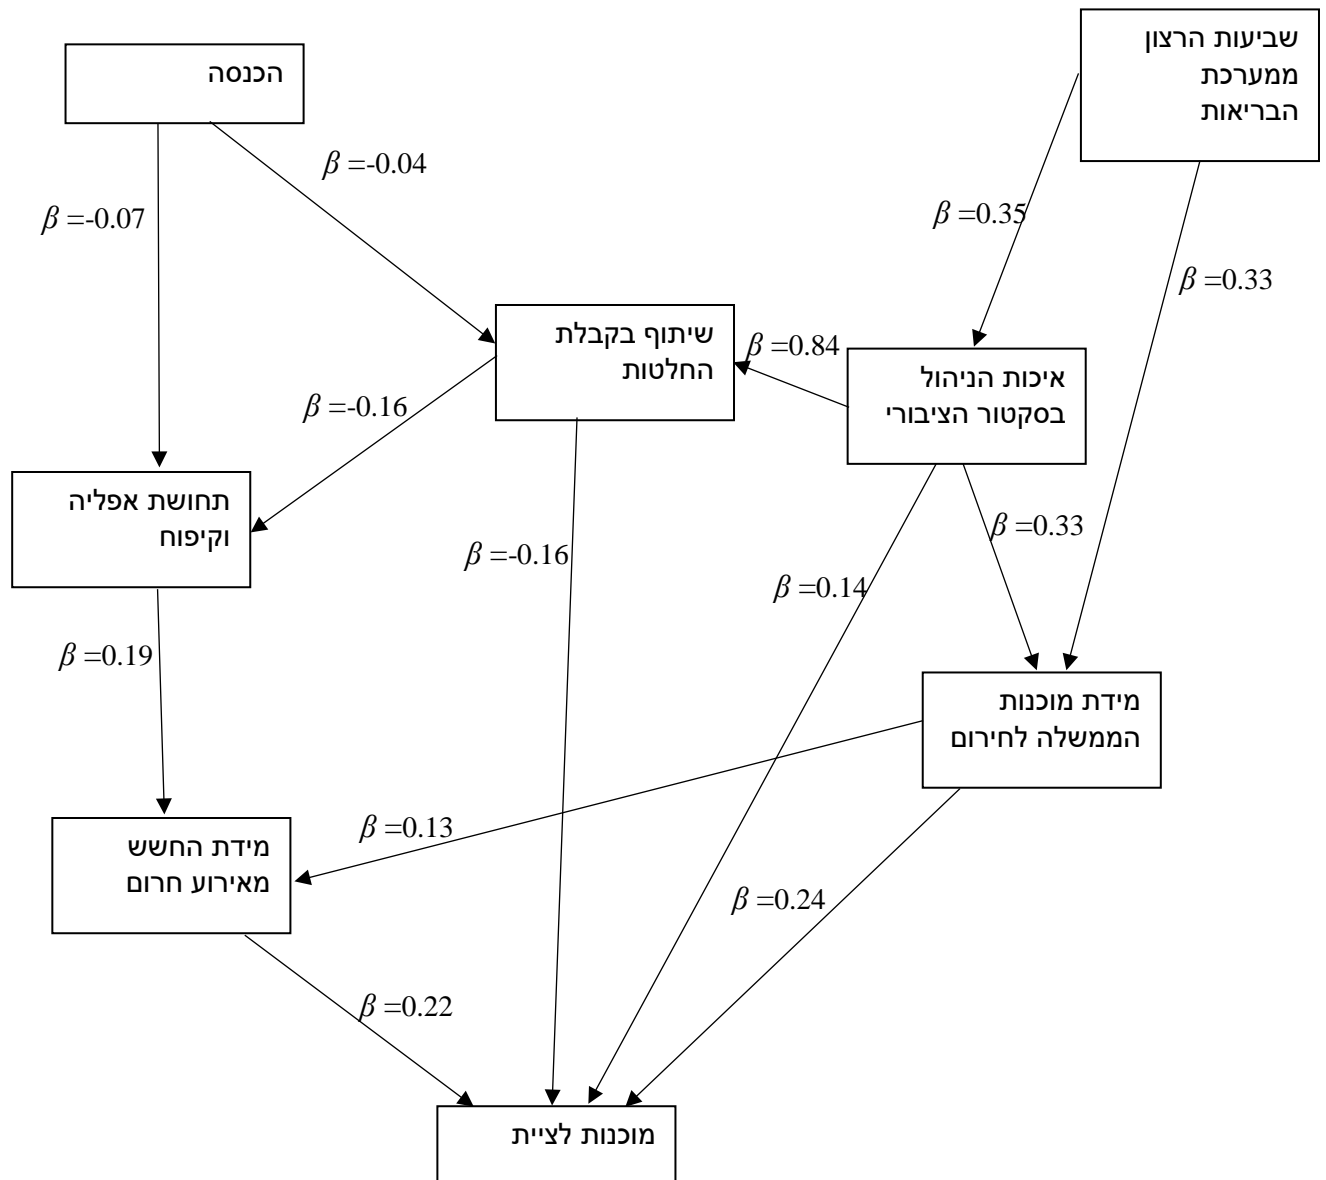 שביעות הרצון
ממערכת
הבריאות
הכנסה
β =-0.04
β =-0.07
β =0.35
β =0.33
שיתוף בקבלת
החלטות
β =0.84
איכות הניהול
בסקטור הציבורי
β =-0.16
תחושת אפליה
וקיפוח
β =-0.16
β =0.14
β =0.33
β =0.19
מידת מוכנות
הממשלה לחירום
β =0.13
מידת החשש
מאירוע חרום
β =0.24
β =0.22
מוכנות לציית